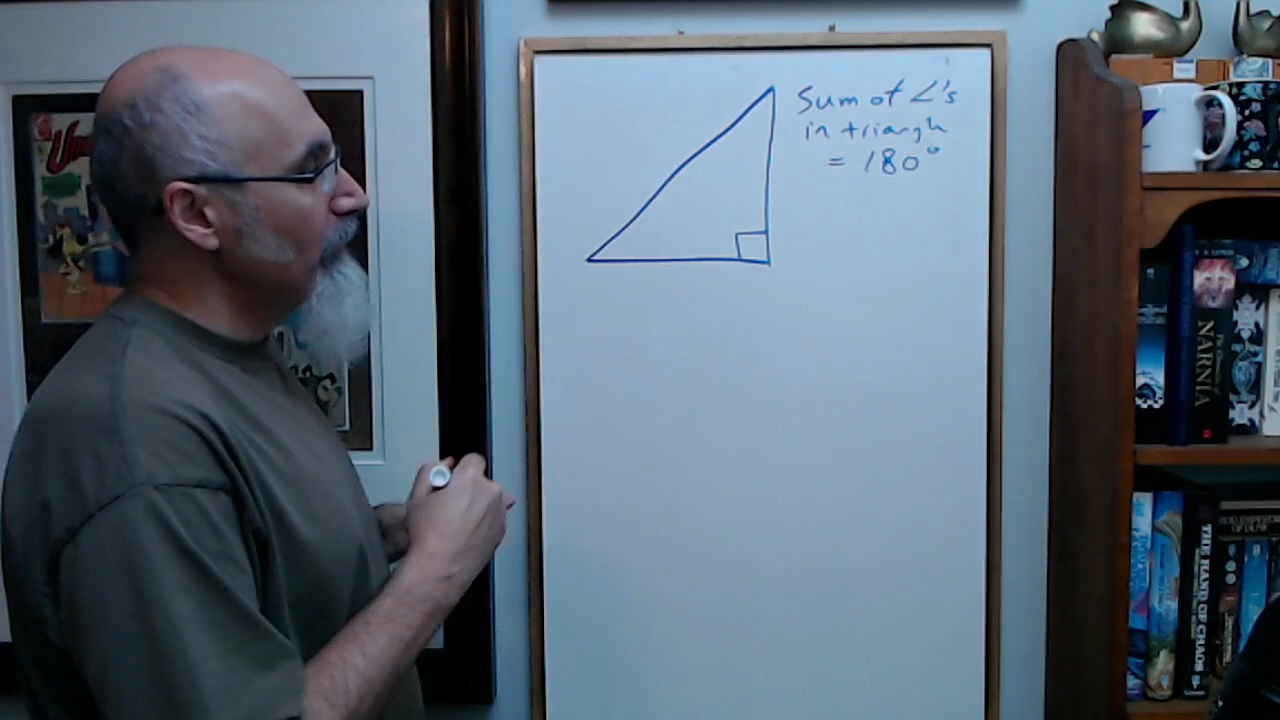 Sum of ∠'s
in triangle
= 180°
NARNIA
THE HAND OF CHAOS